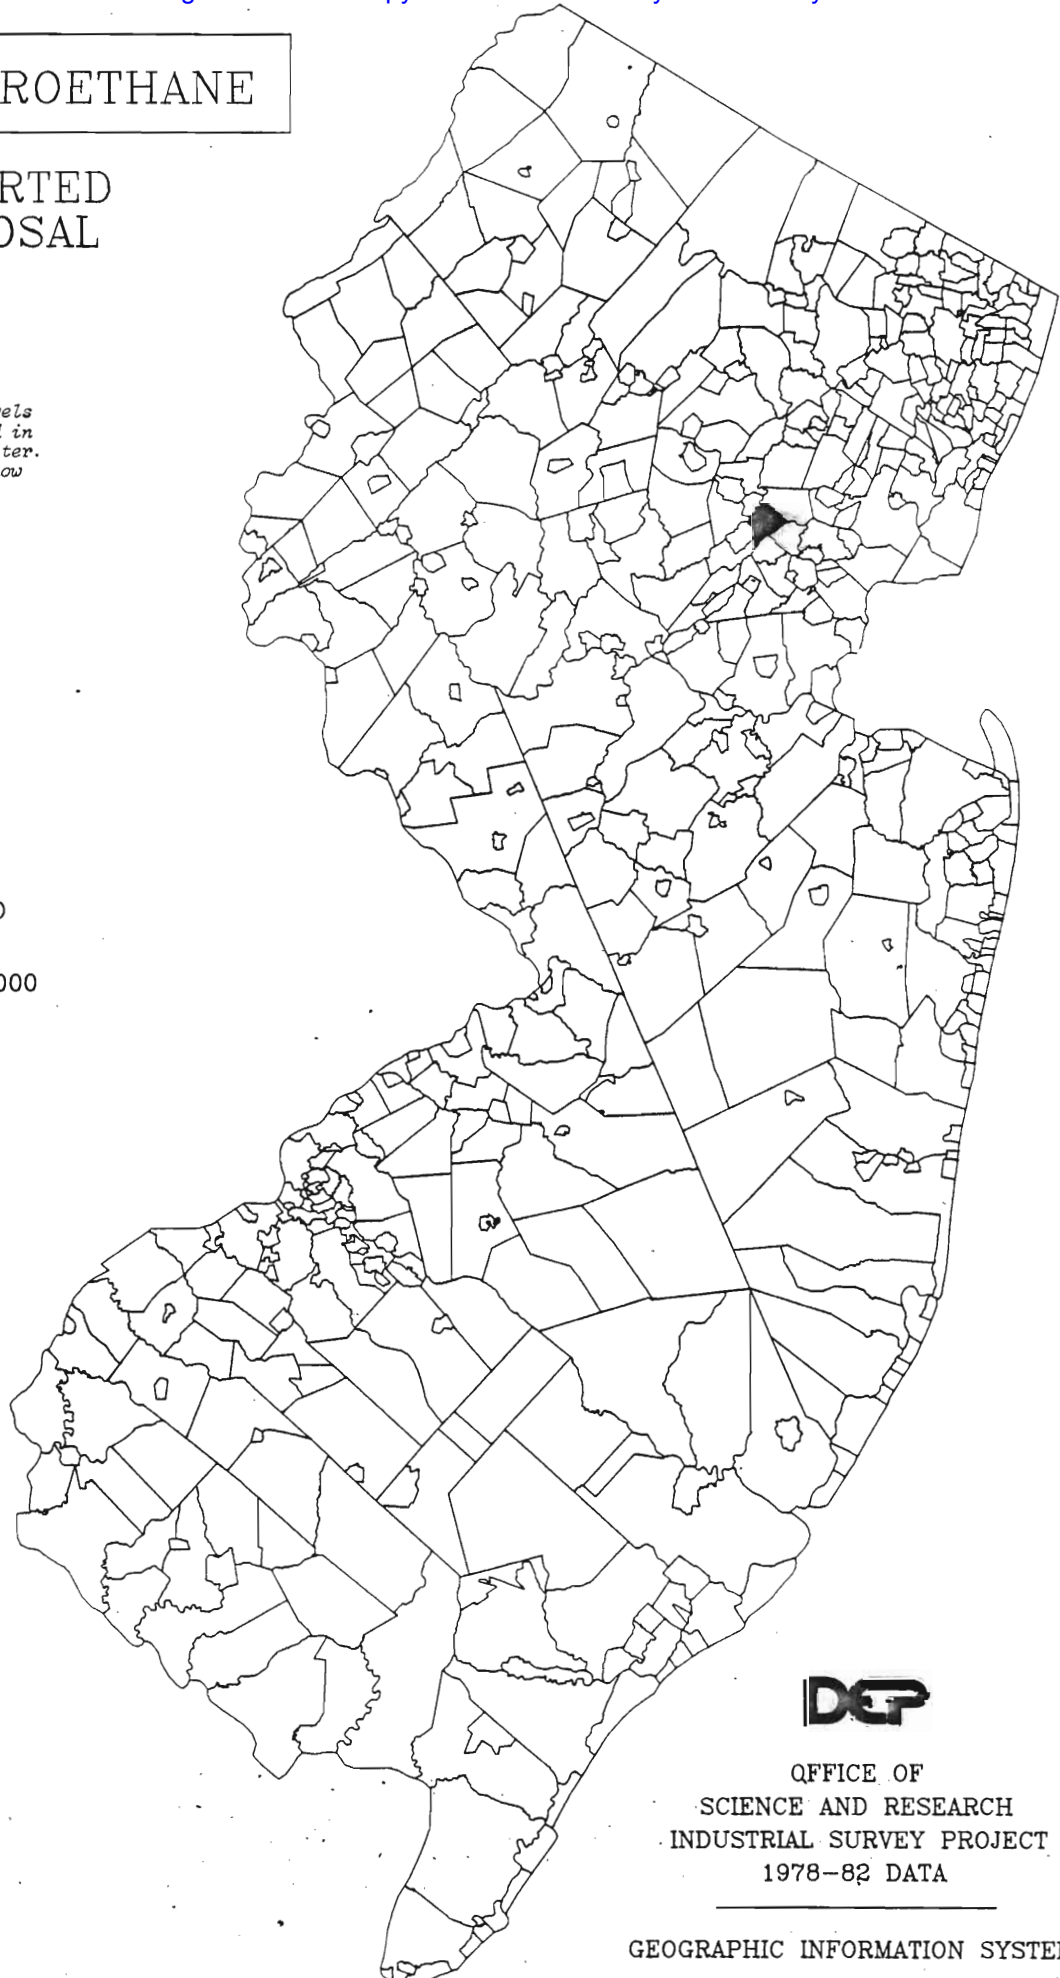 ROETHANE
RTED
OSAL
els
in
ter.
ow
000
DEP
OFFICE OF
SCIENCE AND RESEARCH
INDUSTRIAL SURVEY PROJECT
1978-82 DATA
GEOGRAPHIC INFORMATION SYSTE